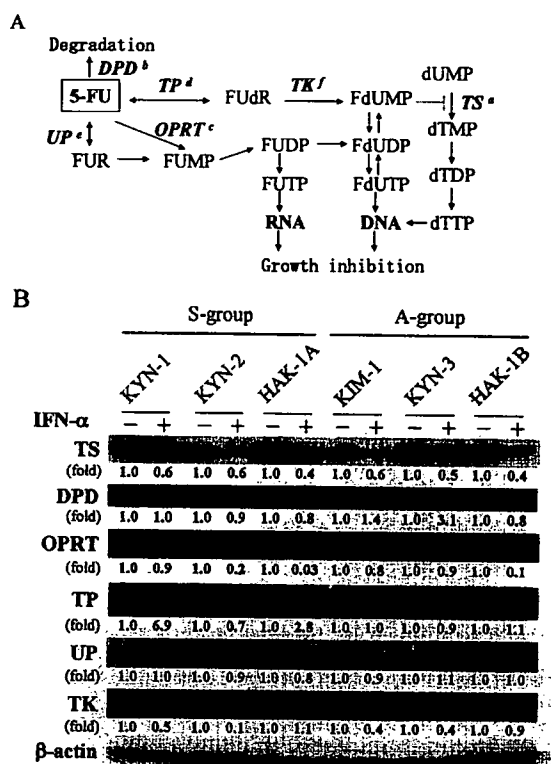 A
Degradation
DPD b
5-FU
TP d
FUdR
TK f
FdUMP
dUMP
TS a
UP e
OPRT c
dTMP
FUR
FUMP
FUDP
FdUDP
dTDP
FUTP
FdUTP
RNA
DNA
dTTP
Growth inhibition
B
S-group A-group
KYN-1 KYN-2 HAK-1A KIM-1 KYN-3 HAK-1B
IFN-α − + − + − + − + − + − +
TS
(fold) 1.0 0.6 1.0 0.6 1.0 0.4 1.0 0.6 1.0 0.5 1.0 0.4
DPD
(fold) 1.0 1.0 1.0 0.9 1.0 0.8 1.0 1.4 1.0 3.1 1.0 0.8
OPRT
(fold) 1.0 0.9 1.0 0.2 1.0 0.03 1.0 0.8 1.0 0.9 1.0 0.1
TP
(fold) 1.0 6.9 1.0 0.7 1.0 2.8 1.0 1.0 1.0 0.9 1.0 1.1
UP
(fold) 1.0 1.0 1.0 0.9 1.0 0.8 1.0 0.9 1.0 1.1 1.0 1.0
TK
(fold) 1.0 0.5 1.0 0.1 1.0 1.1 1.0 0.4 1.0 0.4 1.0 0.9
β-actin